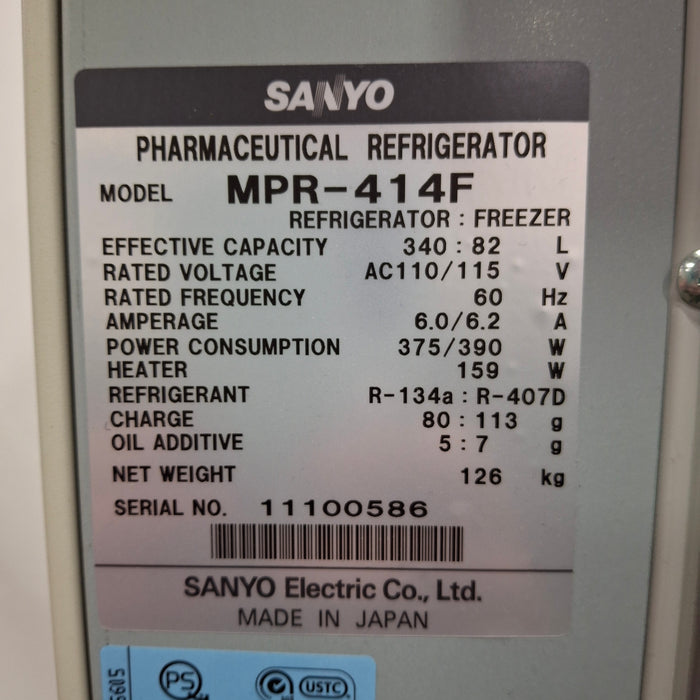 SANYO
PHARMACEUTICAL REFRIGERATOR
MODEL MPR-414F
REFRIGERATOR : FREEZER
EFFECTIVE CAPACITY 340 : 82 L
RATED VOLTAGE AC110/115 V
RATED FREQUENCY 60 Hz
AMPERAGE 6.0/6.2 A
POWER CONSUMPTION 375/390 W
HEATER 159 W
REFRIGERANT R-134a : R-407D
CHARGE 80 : 113 g
OIL ADDITIVE 5 : 7 g
NET WEIGHT 126 kg
SERIAL NO. 11100586
SANYO Electric Co., Ltd.
MADE IN JAPAN
PS
USTC